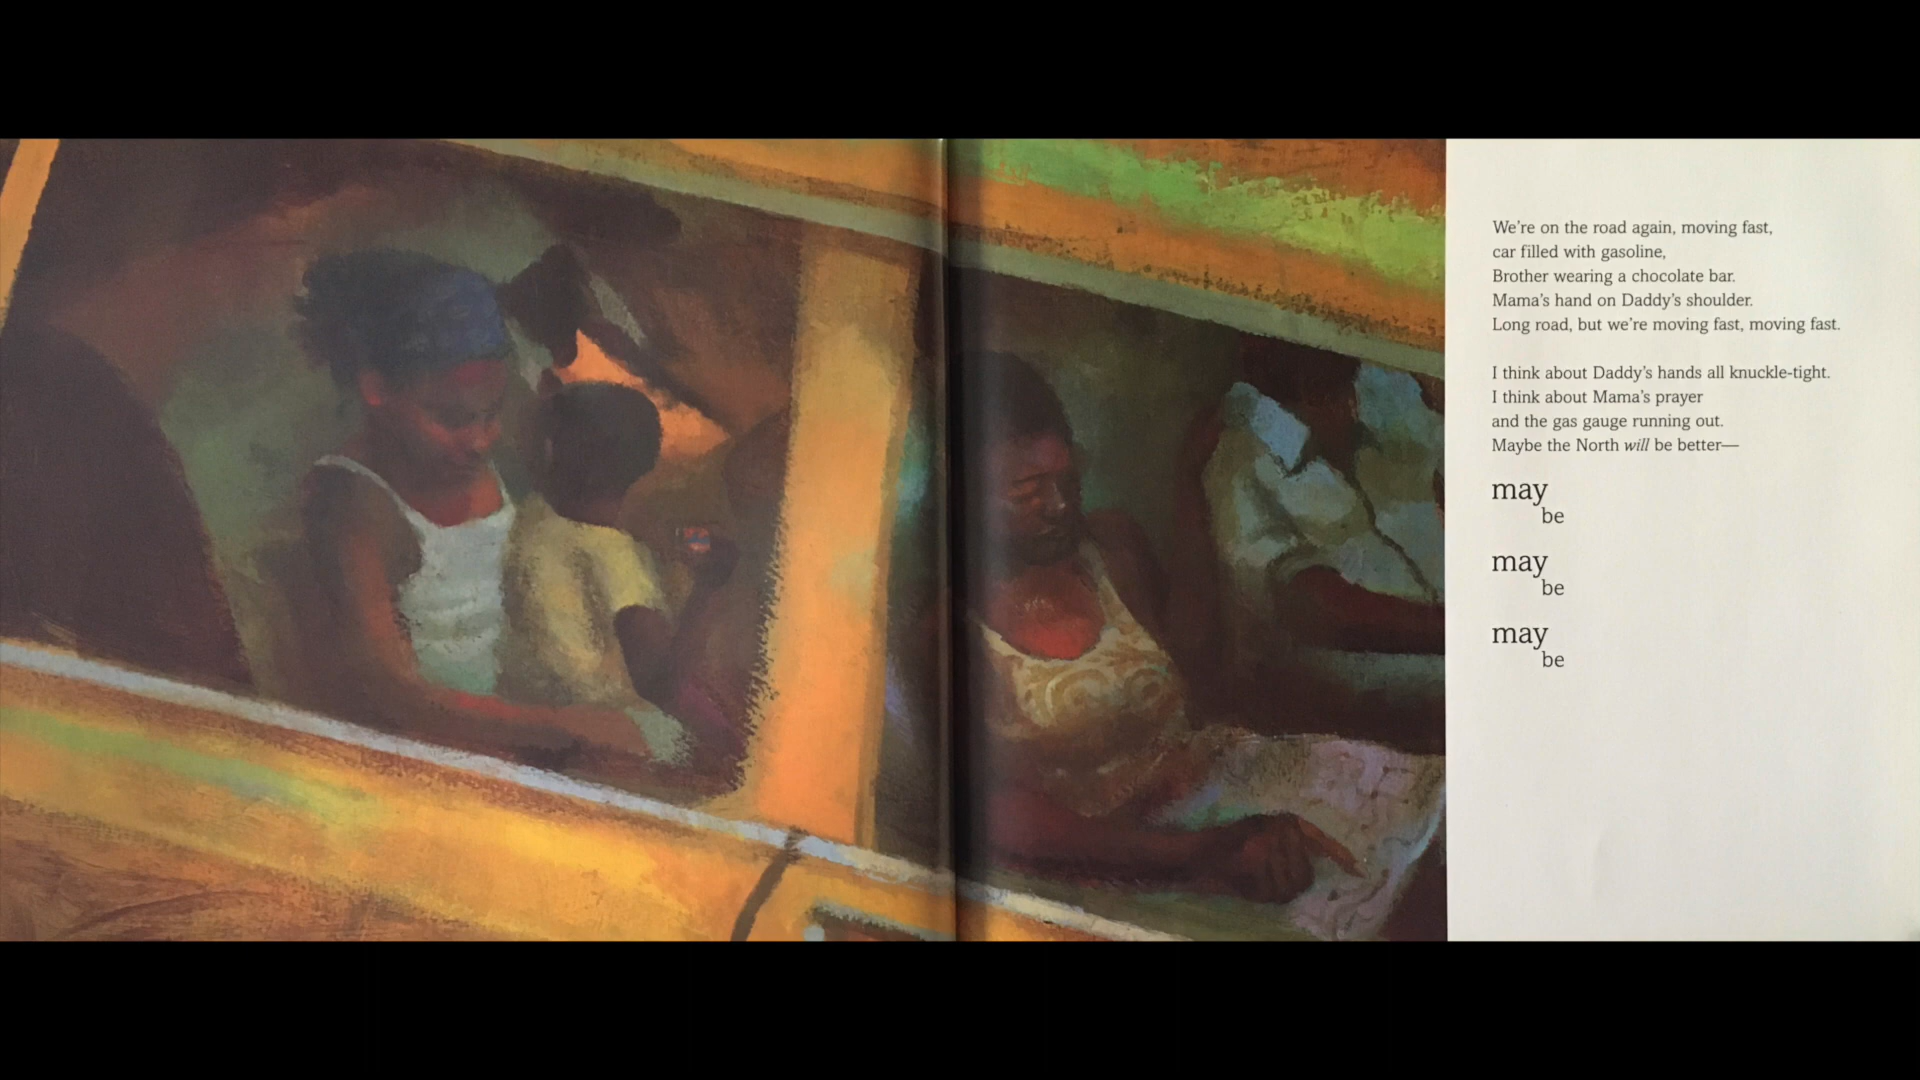 We're on the road again, moving fast,
car filled with gasoline,
Brother wearing a chocolate bar.
Mama's hand on Daddy's shoulder.
Long road, but we're moving fast, moving fast.
I think about Daddy's hands all knuckle-tight.
I think about Mama's prayer
and the gas gauge running out.
Maybe the North will be better—
may
be
may
be
may
be